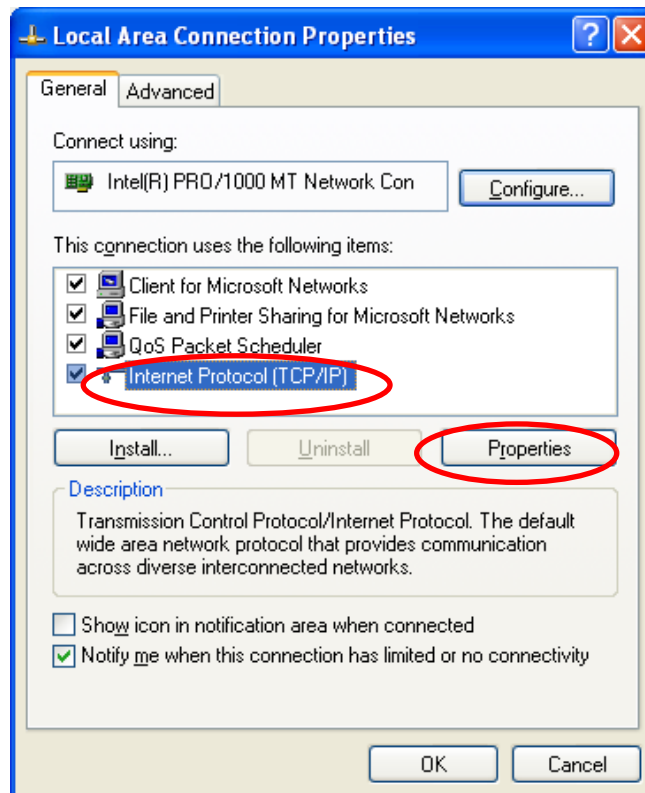 Local Area Connection Properties
General Advanced
Connect using:
Intel(R) PRO/1000 MT Network Con
Configure...
This connection uses the following items:
Client for Microsoft Networks
File and Printer Sharing for Microsoft Networks
QoS Packet Scheduler
Internet Protocol (TCP/IP)
Install... Uninstall Properties
Description
Transmission Control Protocol/Internet Protocol. The default
wide area network protocol that provides communication
across diverse interconnected networks.
Show icon in notification area when connected
Notify me when this connection has limited or no connectivity
OK Cancel